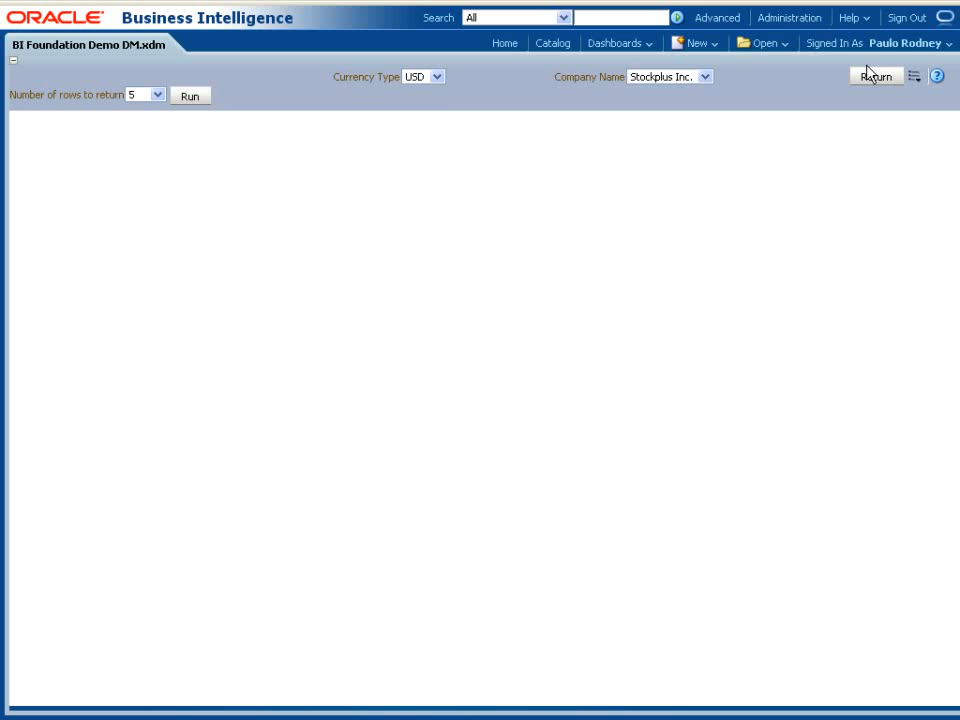 ORACLE Business Intelligence Search All Advanced Administration Help Sign Out
BI Foundation Demo DM.xdm Home Catalog Dashboards New Open Signed In As Paulo Rodney
Currency Type USD Company Name Stockplus Inc. Return ?
Number of rows to return 5 Run